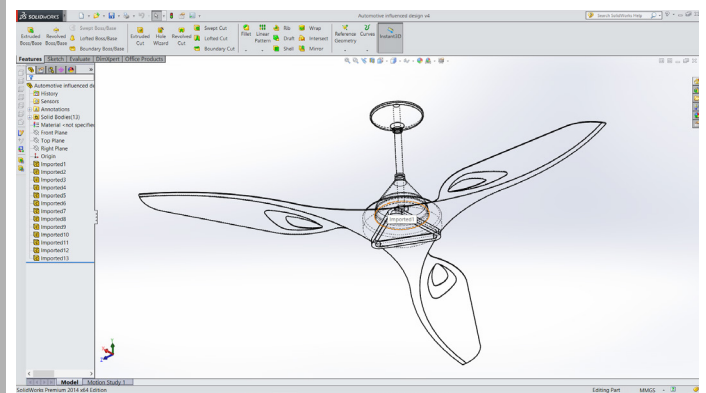 SOLIDWORKS
Automotive influenced design v4
Search SolidWorks Help
Extruded Boss/Base
Revolved Boss/Base
Swept Boss/Base
Lofted Boss/Base
Boundary Boss/Base
Extruded Cut
Hole Wizard
Revolved Cut
Swept Cut
Lofted Cut
Boundary Cut
Fillet
Linear Pattern
Rib
Draft
Shell
Wrap
Intersect
Mirror
Reference Geometry
Curves
Instant3D
Features Sketch Evaluate DimXpert Office Products
Automotive influenced de
History
Sensors
Annotations
Solid Bodies(13)
Material <not specifie
Front Plane
Top Plane
Right Plane
Origin
Imported1
Imported2
Imported3
Imported4
Imported5
Imported6
Imported7
Imported8
Imported9
Imported10
Imported11
Imported12
Imported13
Imported1
Model Motion Study 1
SolidWorks Premium 2014 x64 Edition
Editing Part MMGS